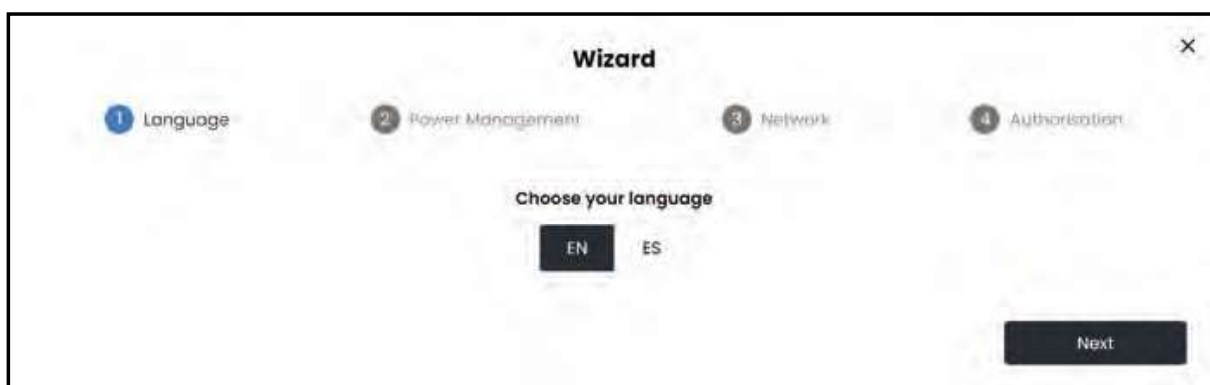 Wizard
×
1 Language 2 Power Management 3 Network 4 Authorisation
Choose your language
EN ES
Next